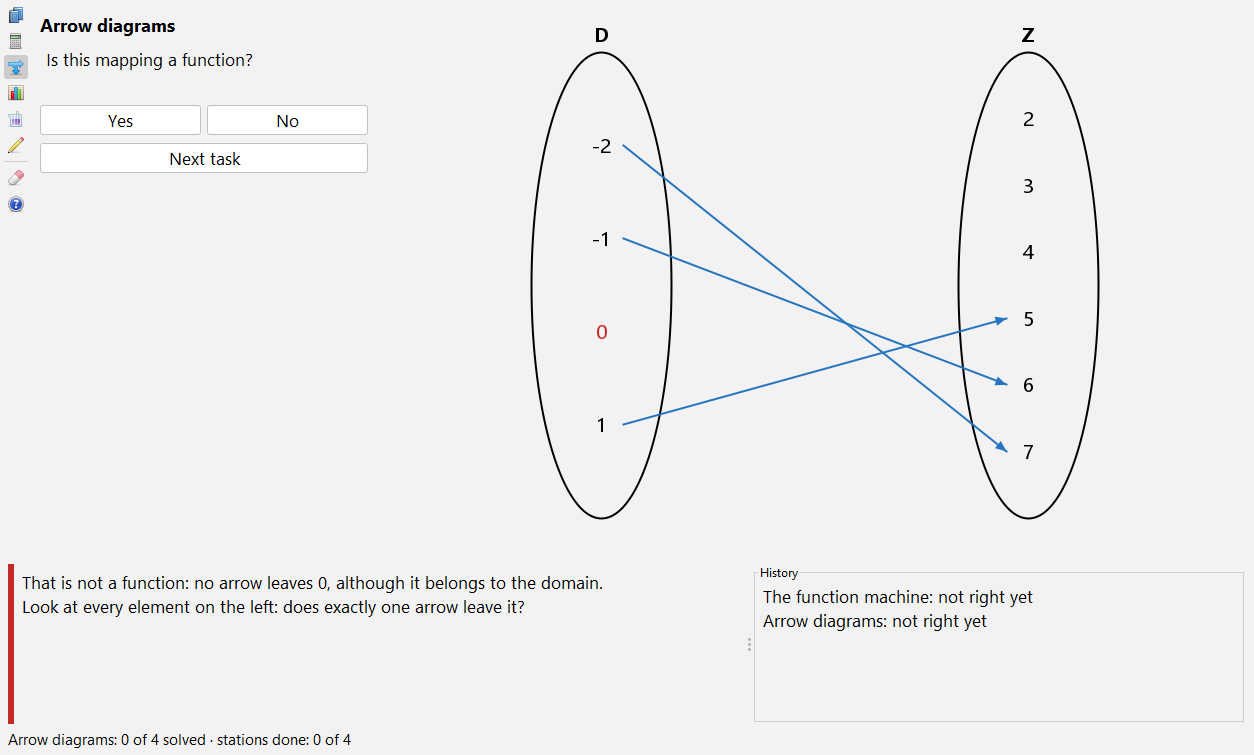 Arrow diagrams
Is this mapping a function?
Yes
No
Next task
D
-2
-1
0
1
Z
2
3
4
5
6
7
That is not a function: no arrow leaves 0, although it belongs to the domain.
Look at every element on the left: does exactly one arrow leave it?
History
The function machine: not right yet
Arrow diagrams: not right yet
Arrow diagrams: 0 of 4 solved · stations done: 0 of 4